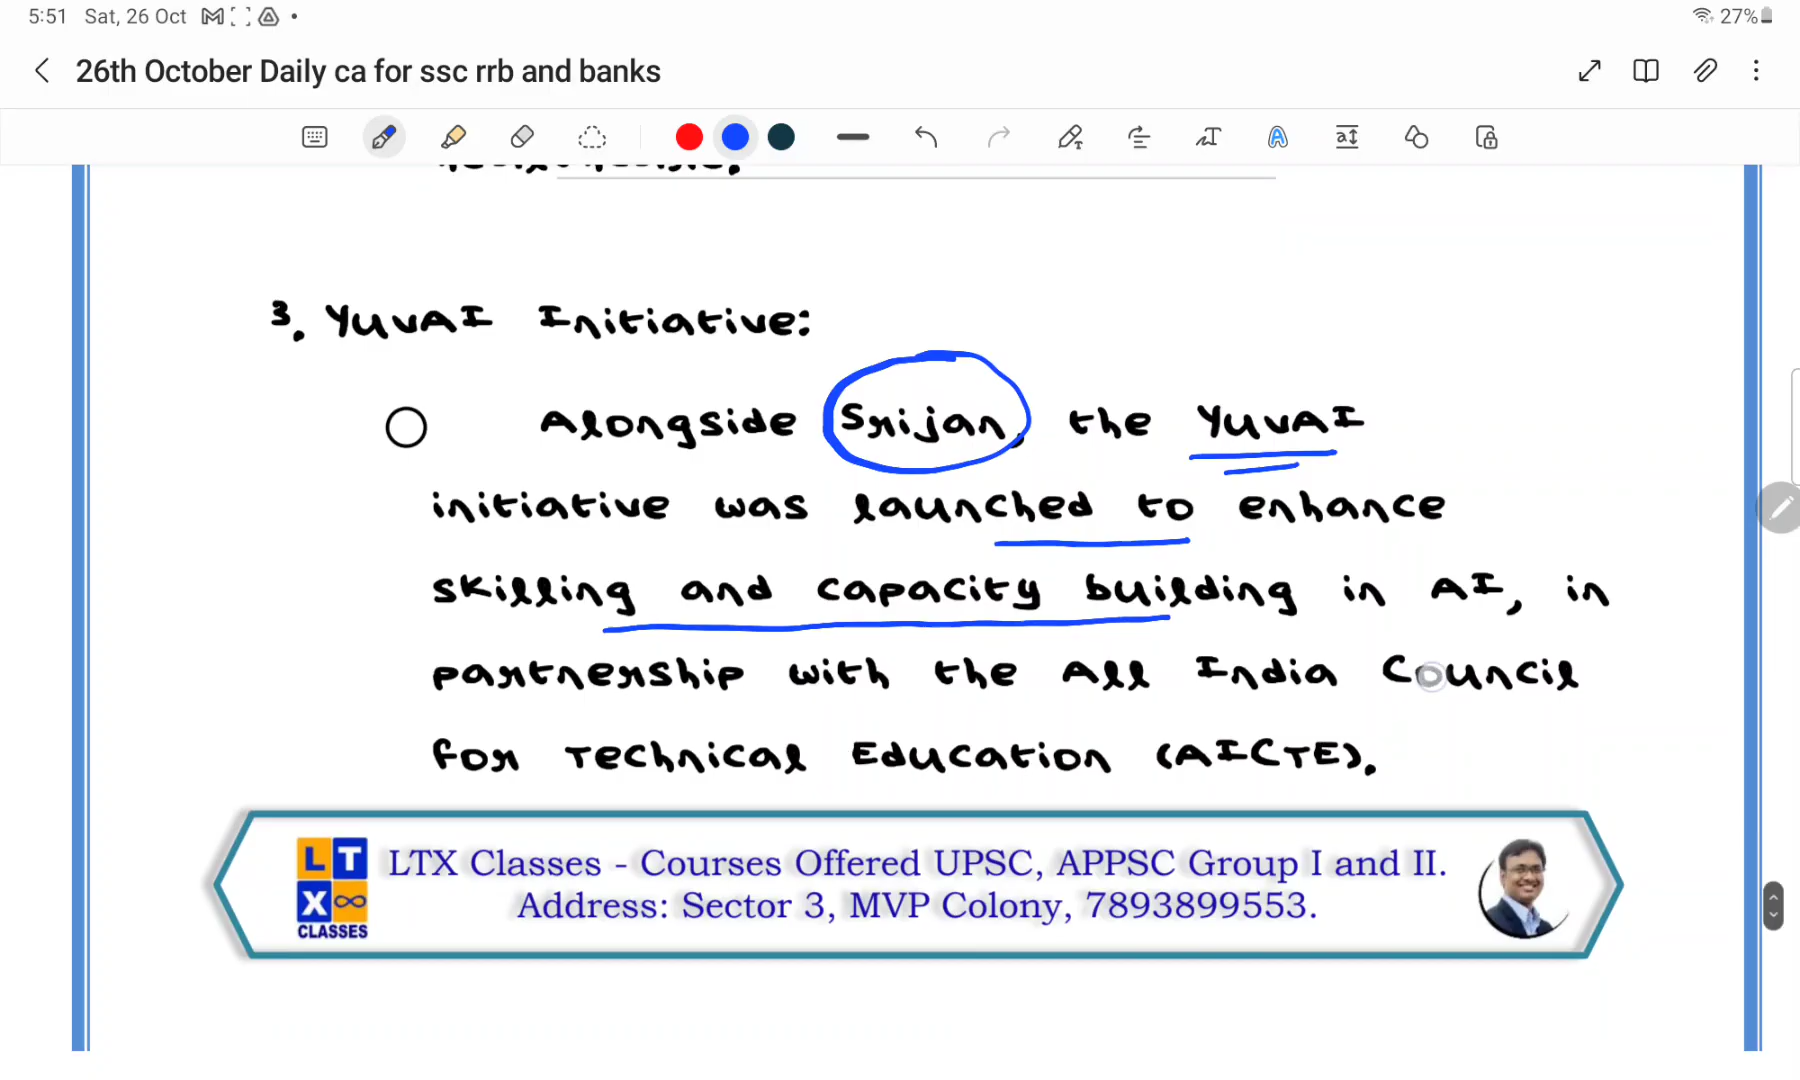 5:51 Sat, 26 Oct
27%
26th October Daily ca for ssc rrb and banks
3. YuvAI Initiative:
Alongside Srijan, the YuvAI
initiative was launched to enhance
skilling and capacity building in AI, in
partnership with the All India Council
for Technical Education (AICTE).
LT
X∞
CLASSES
LTX Classes - Courses Offered UPSC, APPSC Group I and II.
Address: Sector 3, MVP Colony, 7893899553.